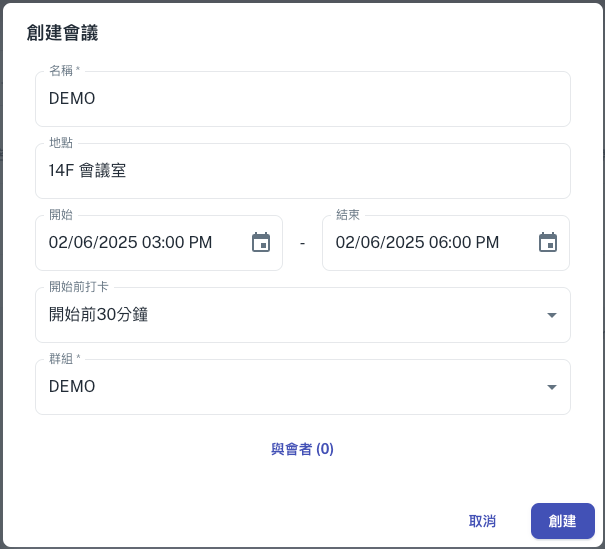 創建會議
名稱 *
DEMO
地點
14F 會議室
開始
結束
02/06/2025 03:00 PM - 02/06/2025 06:00 PM
開始前打卡
開始前30分鐘
群組 *
DEMO
與會者 (0)
取消 創建